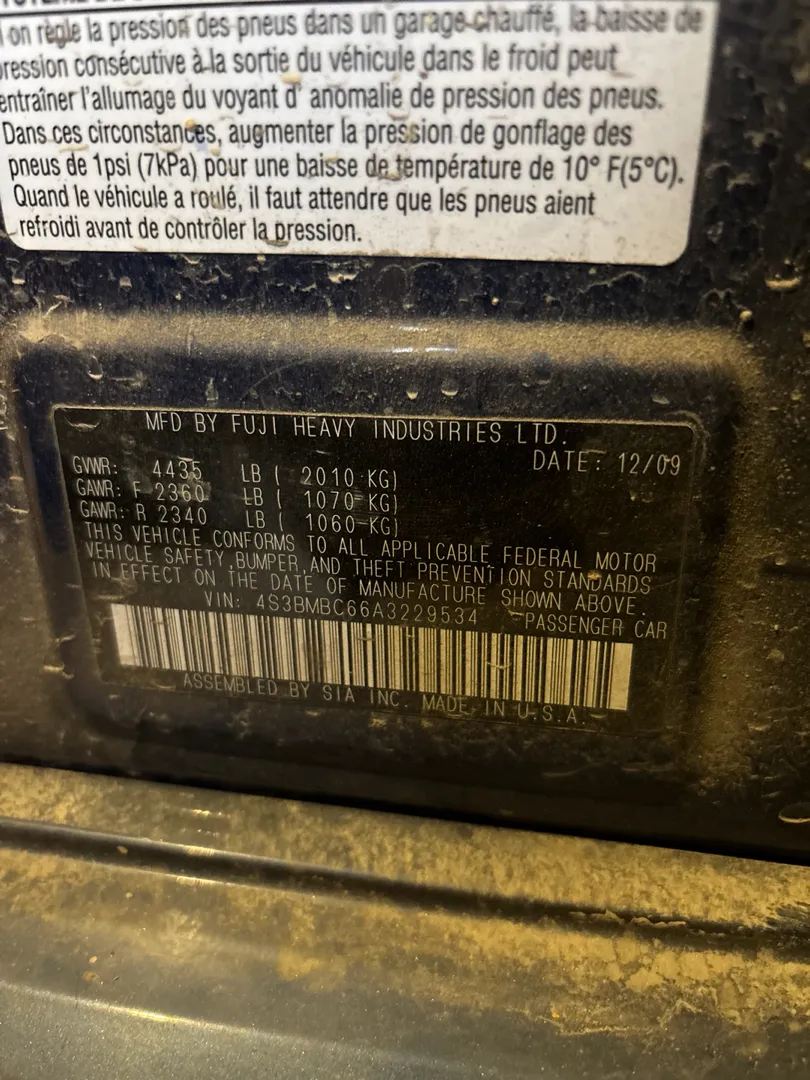 on règle la pression des pneus dans un garage chauffé, la baisse de
pression consécutive à la sortie du véhicule dans le froid peut
entraîner l'allumage du voyant d' anomalie de pression des pneus.
Dans ces circonstances, augmenter la pression de gonflage des
pneus de 1psi (7kPa) pour une baisse de température de 10° F(5°C).
Quand le véhicule a roulé, il faut attendre que les pneus aient
refroidi avant de contrôler la pression.
MFD BY FUJI HEAVY INDUSTRIES LTD.
DATE: 12/09
GVWR: 4435 LB ( 2010 KG)
GAWR: F 2360 LB ( 1070 KG)
GAWR: R 2340 LB ( 1060 KG)
THIS VEHICLE CONFORMS TO ALL APPLICABLE FEDERAL MOTOR
VEHICLE SAFETY,BUMPER,AND THEFT PREVENTION STANDARDS
IN EFFECT ON THE DATE OF MANUFACTURE SHOWN ABOVE.
VIN: 4S3BMBC66A3229534 PASSENGER CAR
ASSEMBLED BY SIA INC. MADE IN U.S.A.